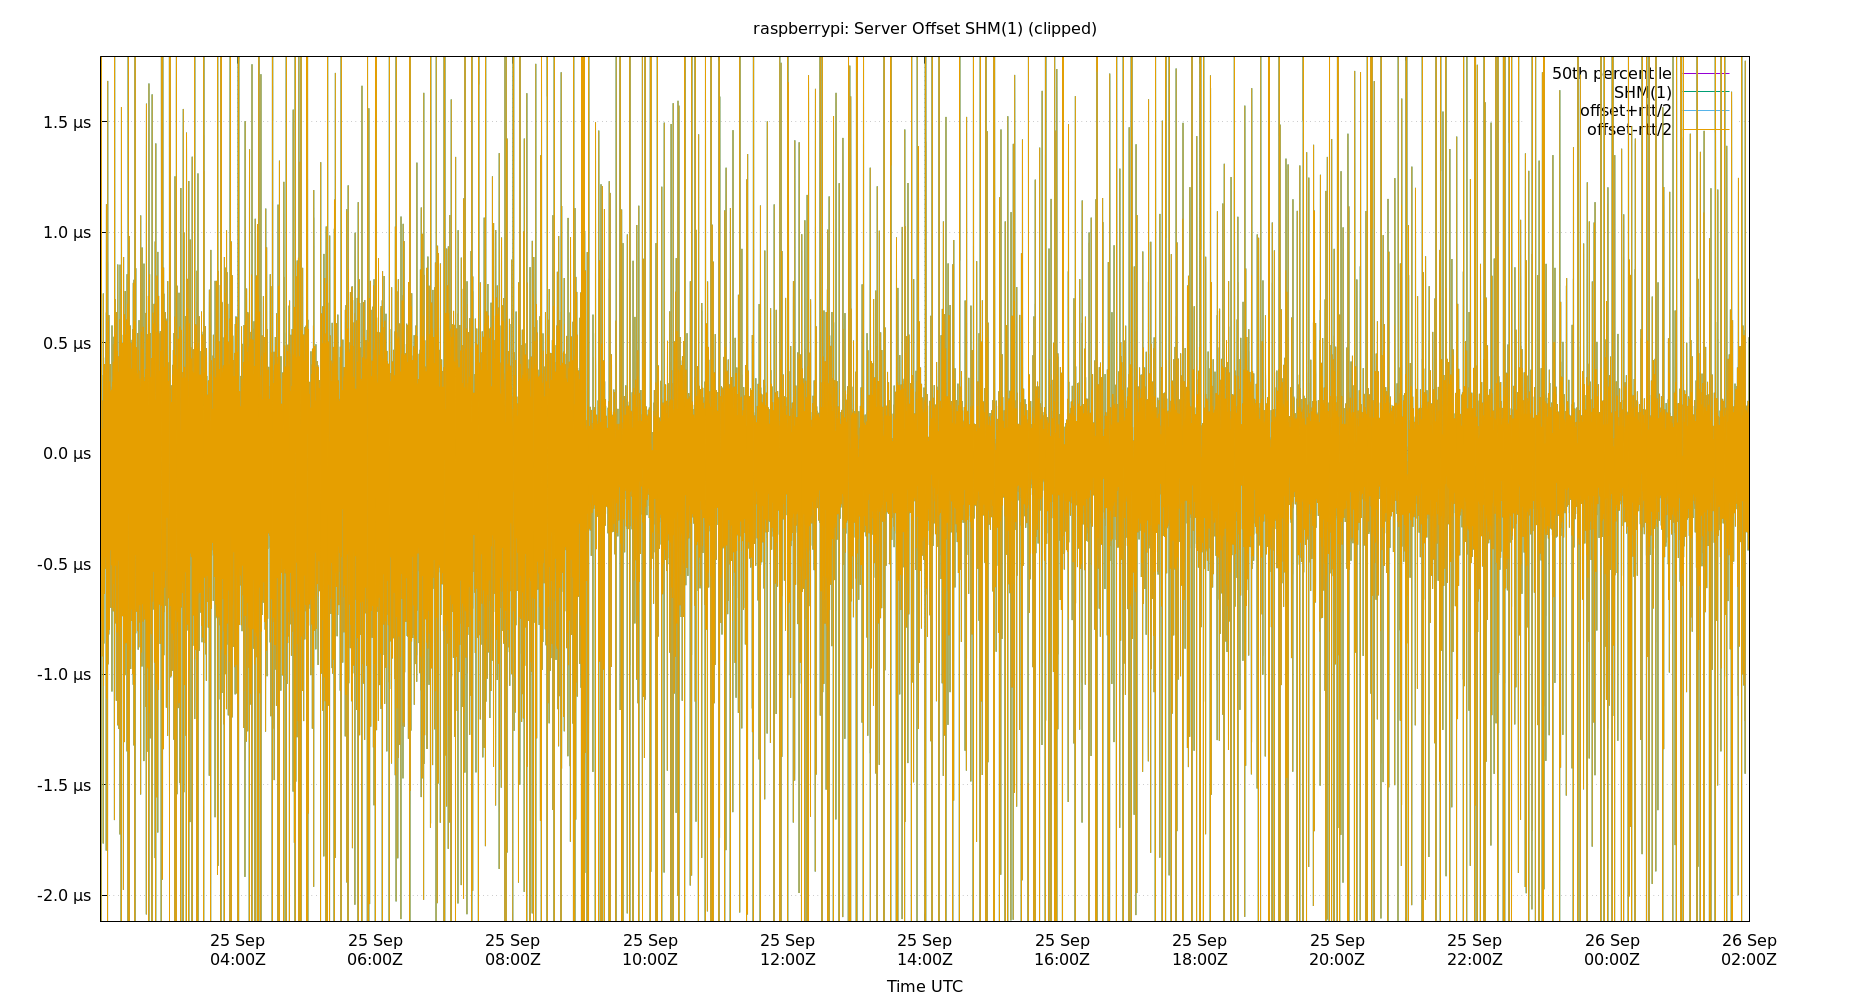 raspberrypi: Server Offset SHM(1) (clipped)
50th percentile
SHM(1)
offset+rtt/2
offset-rtt/2
1.5 µs
1.0 µs
0.5 µs
0.0 µs
-0.5 µs
-1.0 µs
-1.5 µs
-2.0 µs
25 Sep 25 Sep 25 Sep 25 Sep 25 Sep 25 Sep 25 Sep 25 Sep 25 Sep 25 Sep 26 Sep 26 Sep
04:00Z 06:00Z 08:00Z 10:00Z 12:00Z 14:00Z 16:00Z 18:00Z 20:00Z 22:00Z 00:00Z 02:00Z
Time UTC